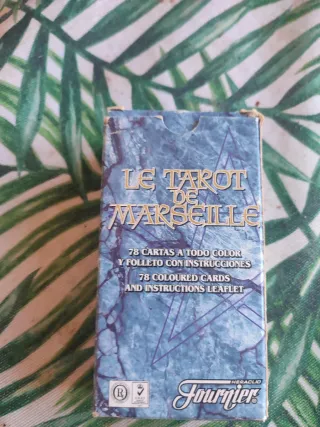 LE TAROT
DE
MARSEILLE
78 CARTAS A TODO COLOR
Y FOLLETO CON INSTRUCCIONES
78 COLOURED CARDS
AND INSTRUCTIONS LEAFLET
R
HERACLIO
Fournier